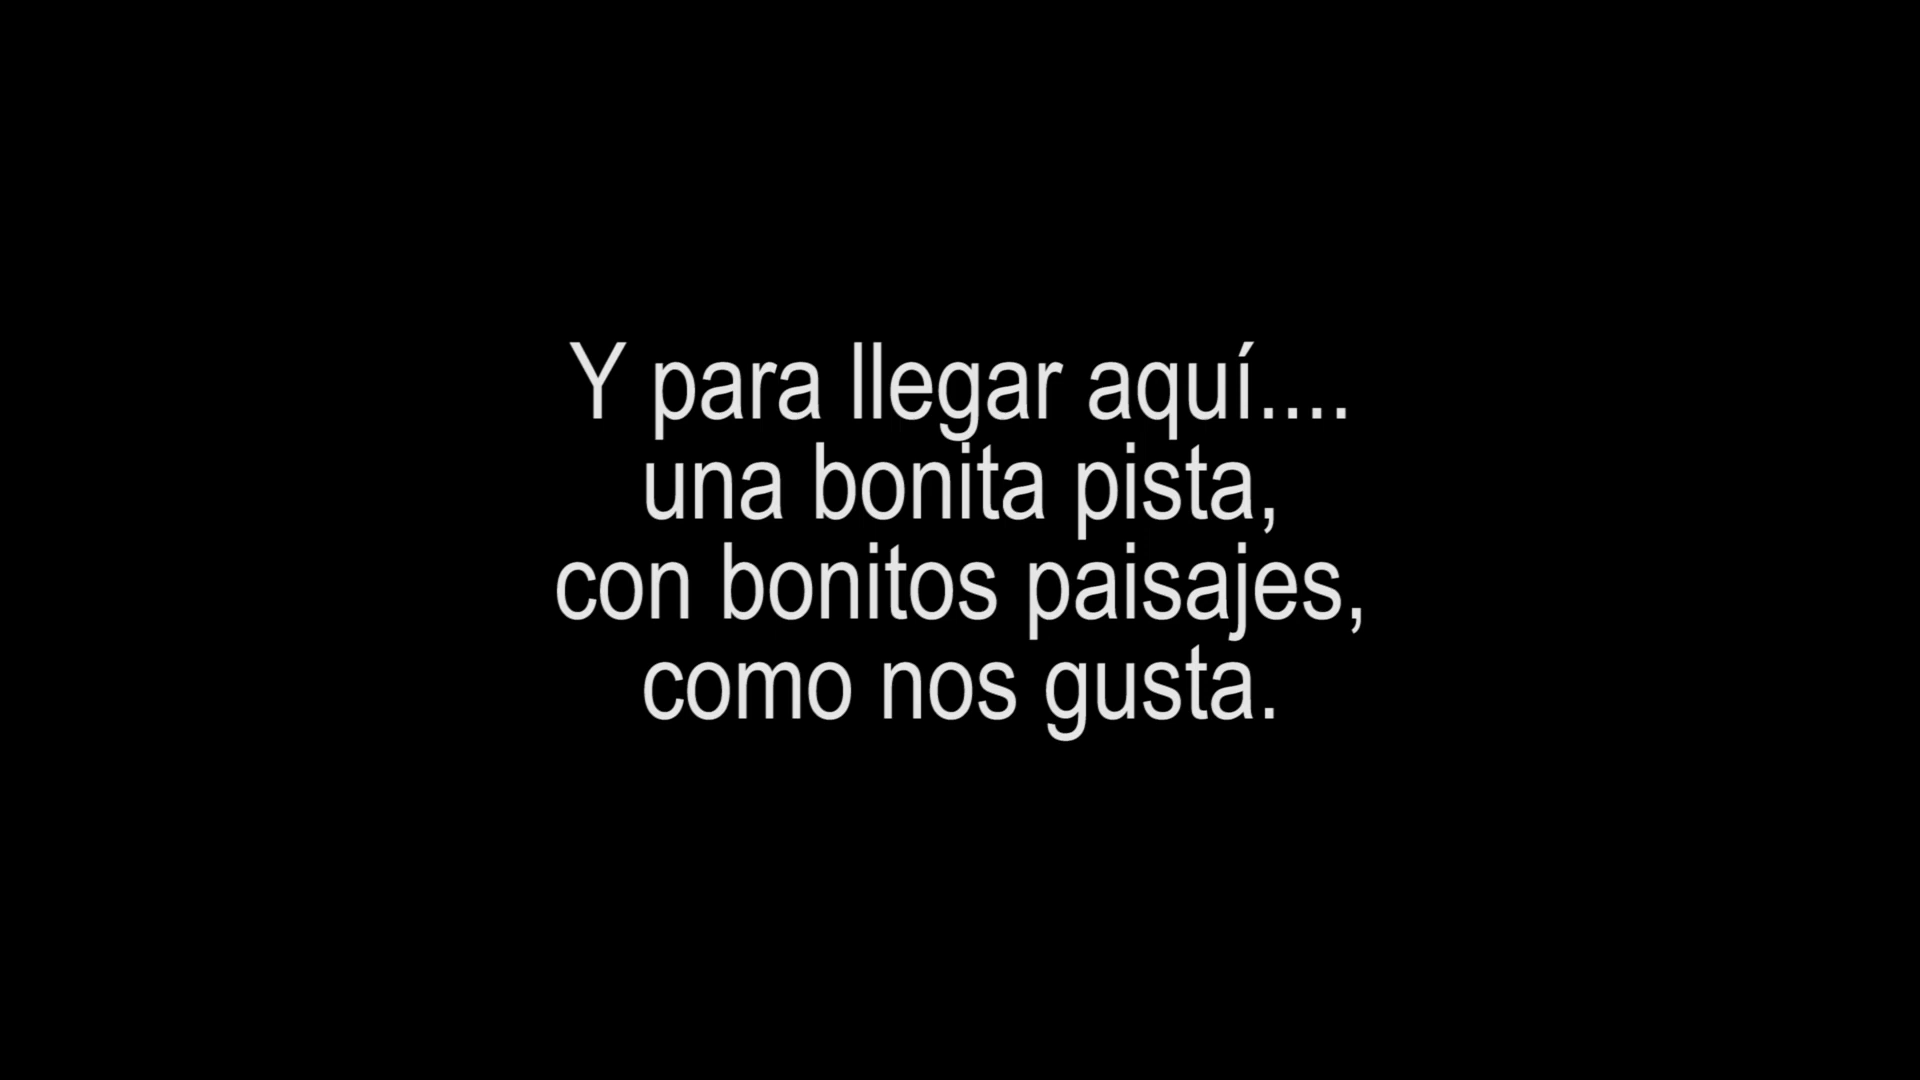 Y para llegar aquí....
una bonita pista,
con bonitos paisajes,
como nos gusta.